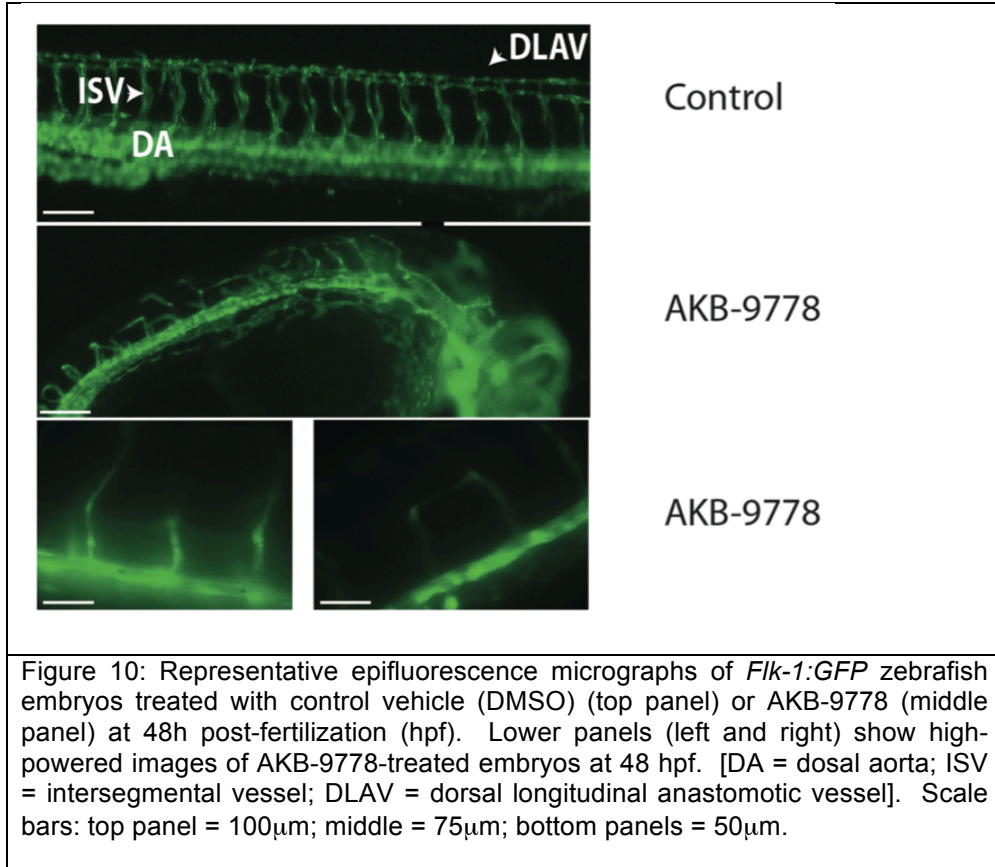 DLAV
ISV
DA
Control
AKB-9778
AKB-9778
Figure 10: Representative epifluorescence micrographs of Flk-1:GFP zebrafish
embryos treated with control vehicle (DMSO) (top panel) or AKB-9778 (middle
panel) at 48h post-fertilization (hpf). Lower panels (left and right) show high-
powered images of AKB-9778-treated embryos at 48 hpf. [DA = dosal aorta; ISV
= intersegmental vessel; DLAV = dorsal longitudinal anastomotic vessel]. Scale
bars: top panel = 100μm; middle = 75μm; bottom panels = 50μm.